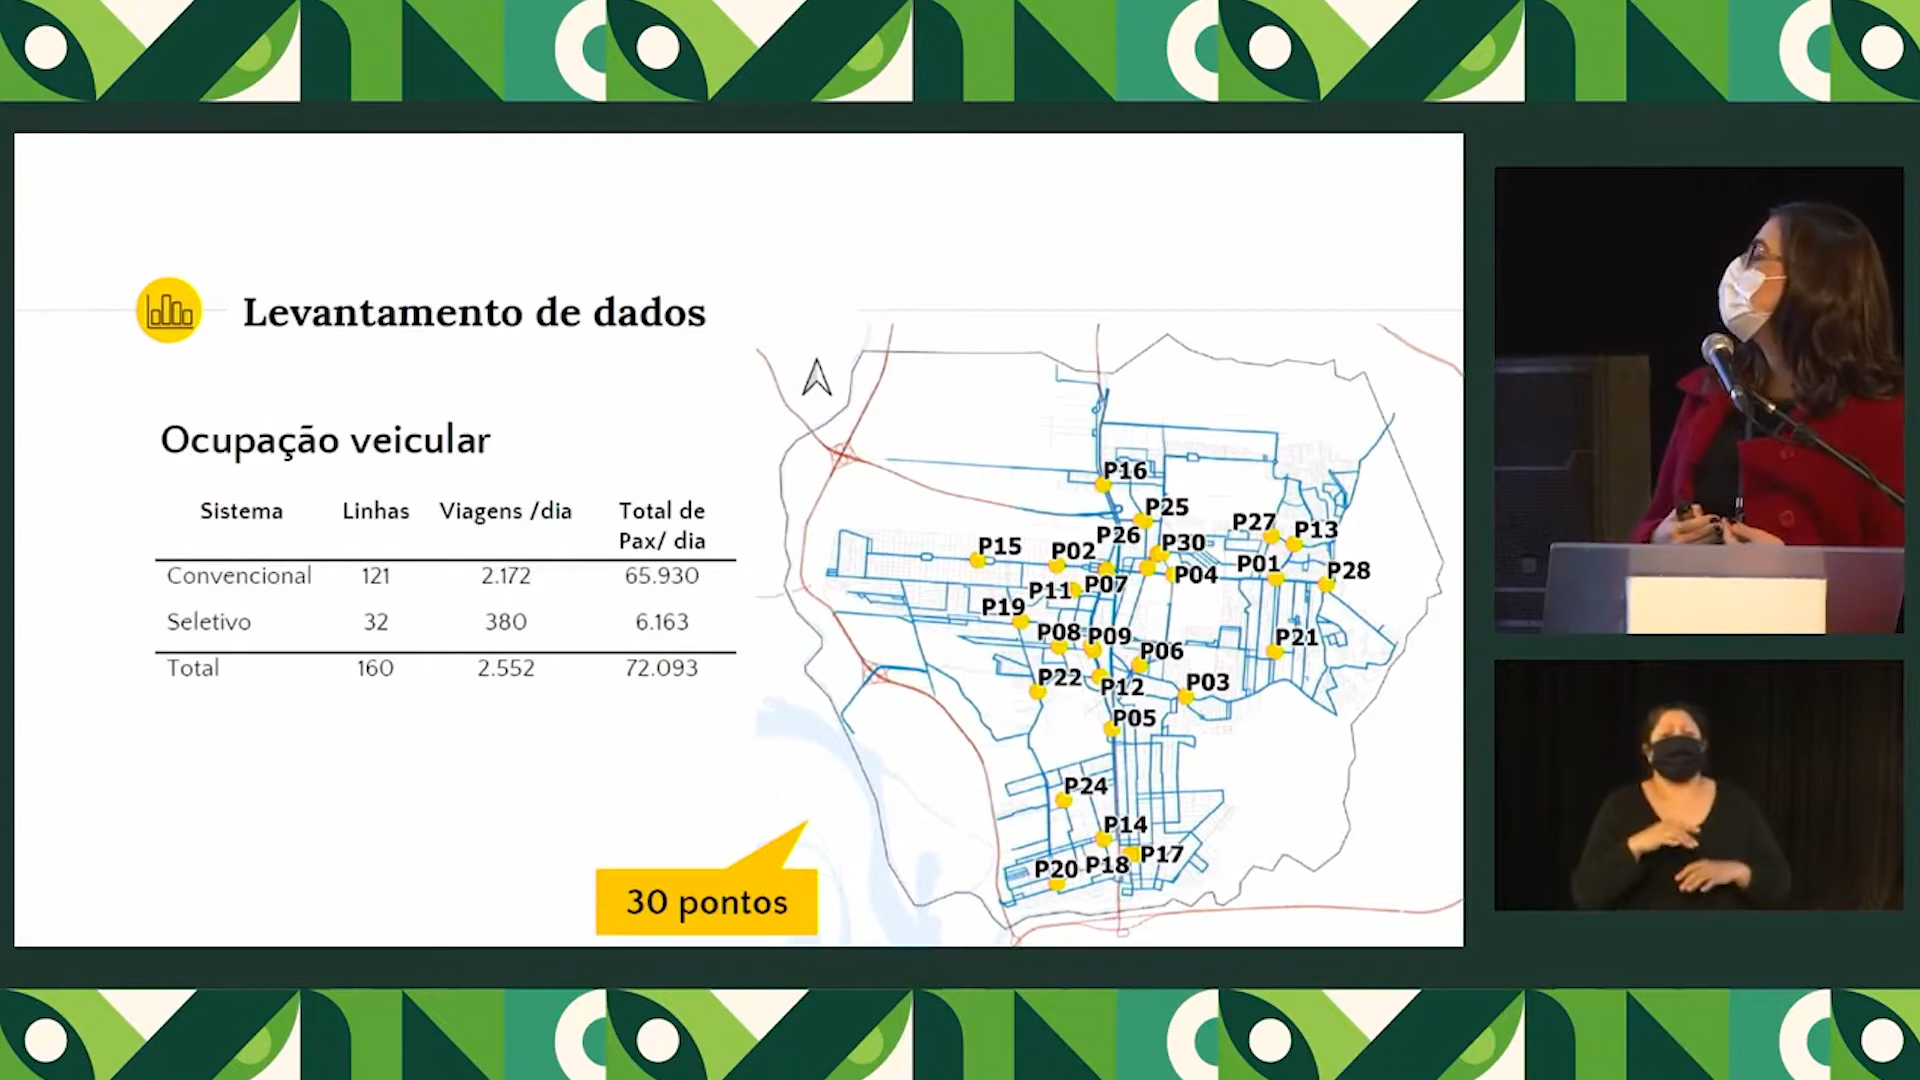 Levantamento de dados
Ocupação veicular
Sistema Linhas Viagens /dia Total de Pax/ dia
Convencional 121 2.172 65.930
Seletivo 32 380 6.163
Total 160 2.552 72.093
30 pontos
P16
P25
P26
P27
P13
P30
P15
P02
P01
P28
P04
P11
P07
P19
P08
P09
P21
P06
P22
P12
P03
P05
P24
P14
P17
P18
P20